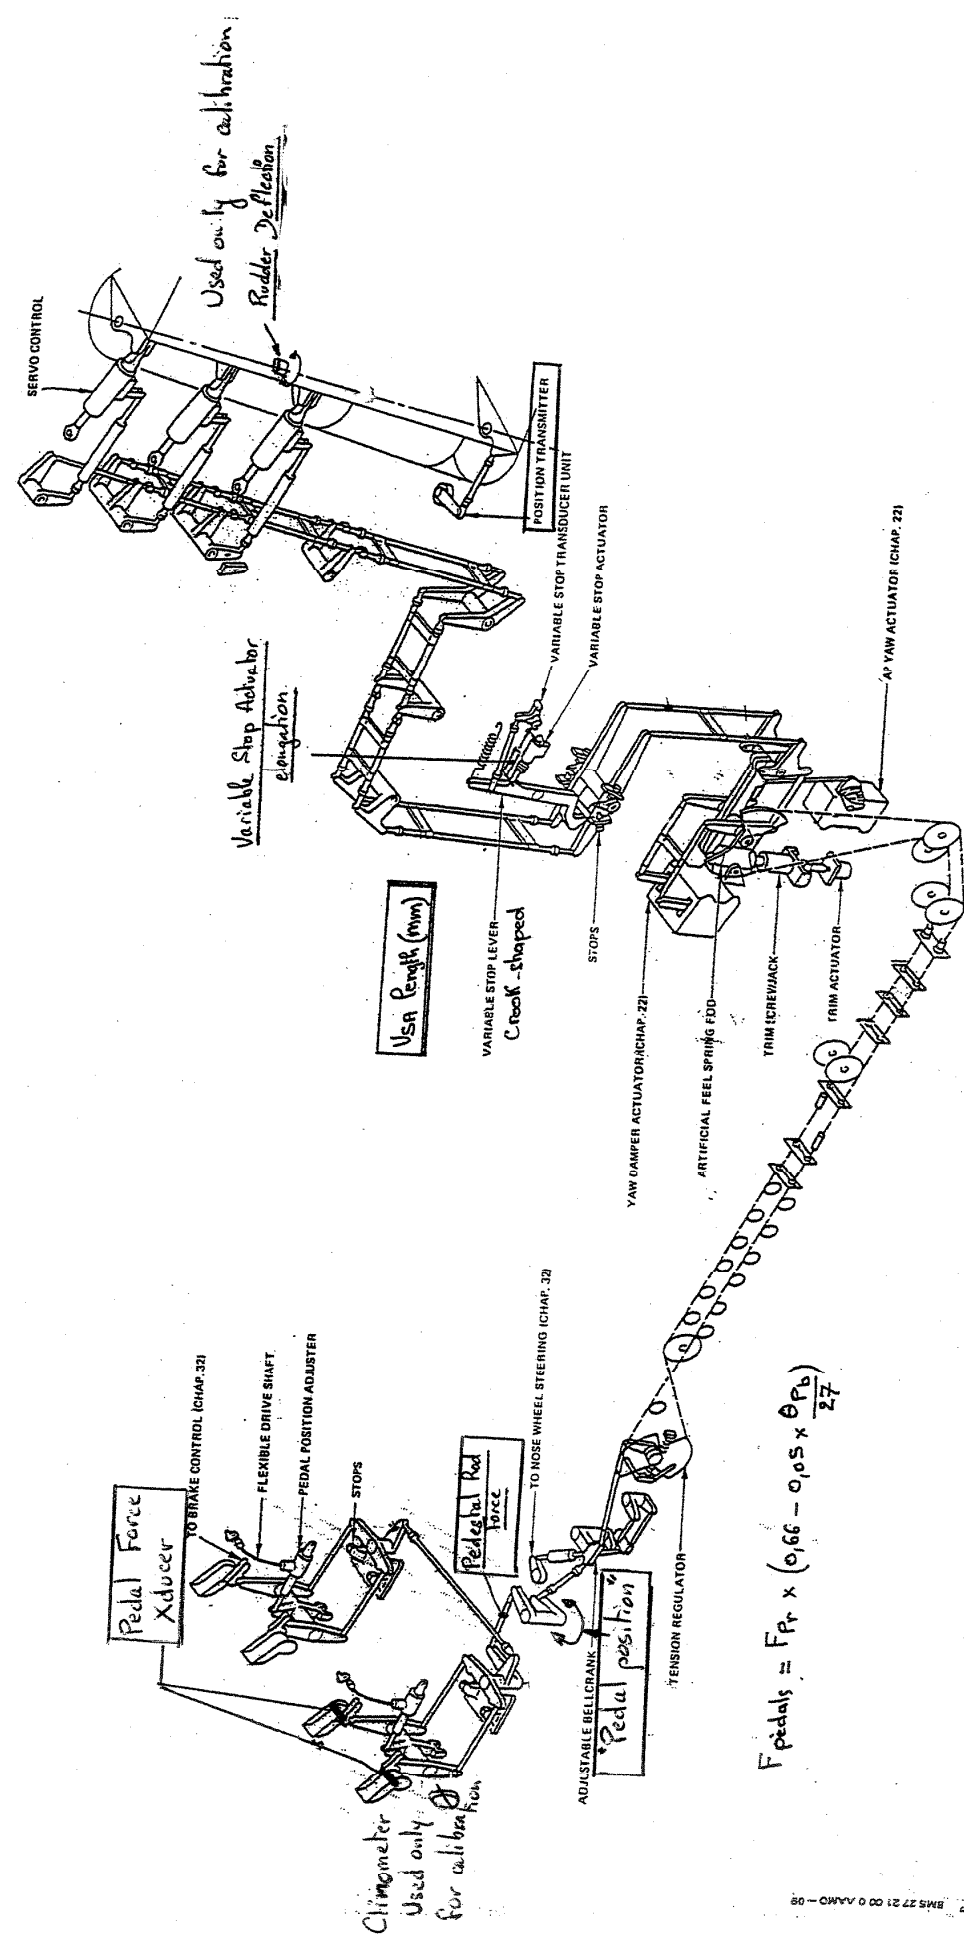 Used only for calibration:
Rudder Deflection
SERVO CONTROL
POSITION TRANSMITTER
VARIABLE STOP TRANSDUCER UNIT
VARIABLE STOP ACTUATOR
Variable Stop Actuator
elongation
AP YAW ACTUATOR (CHAP. 22)
VSA Length (mm)
VARIABLE STOP LEVER
Crook-shaped
STOPS
YAW DAMPER ACTUATOR (CHAP. 22)
ARTIFICIAL FEEL SPRING ROD
TRIM SCREWJACK
TRIM ACTUATOR
C
C
C
C
Pedal Force
Xducer
TO BRAKE CONTROL (CHAP.32)
FLEXIBLE DRIVE SHAFT
PEDAL POSITION ADJUSTER
STOPS
Pedestal Rod
Force
TO NOSE WHEEL STEERING (CHAP. 32)
Clinometer
Used only
for calibration
ADJUSTABLE BELLCRANK
"Pedal position"
TENSION REGULATOR
F pedals = F Pr x (0,66 - 0,05 x θPb)
27
BMS 27 21 00 0 AAM0 - 09